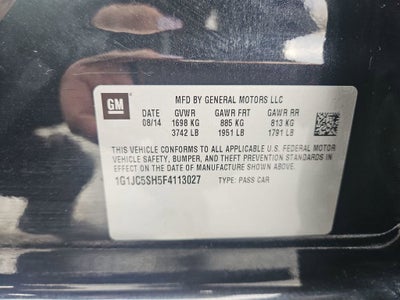 GM
MFD BY GENERAL MOTORS LLC
DATE GVWR GAWR FRT GAWR RR
08/14 1698 KG 885 KG 813 KG
3742 LB 1951 LB 1791 LB
THIS VEHICLE CONFORMS TO ALL APPLICABLE U.S. FEDERAL MOTOR
VEHICLE SAFETY, BUMPER, AND THEFT PREVENTION STANDARDS IN
EFFECT ON THE DATE OF MANUFACTURE SHOWN ABOVE.
1G1JC5SH5F4113027 TYPE: PASS CAR